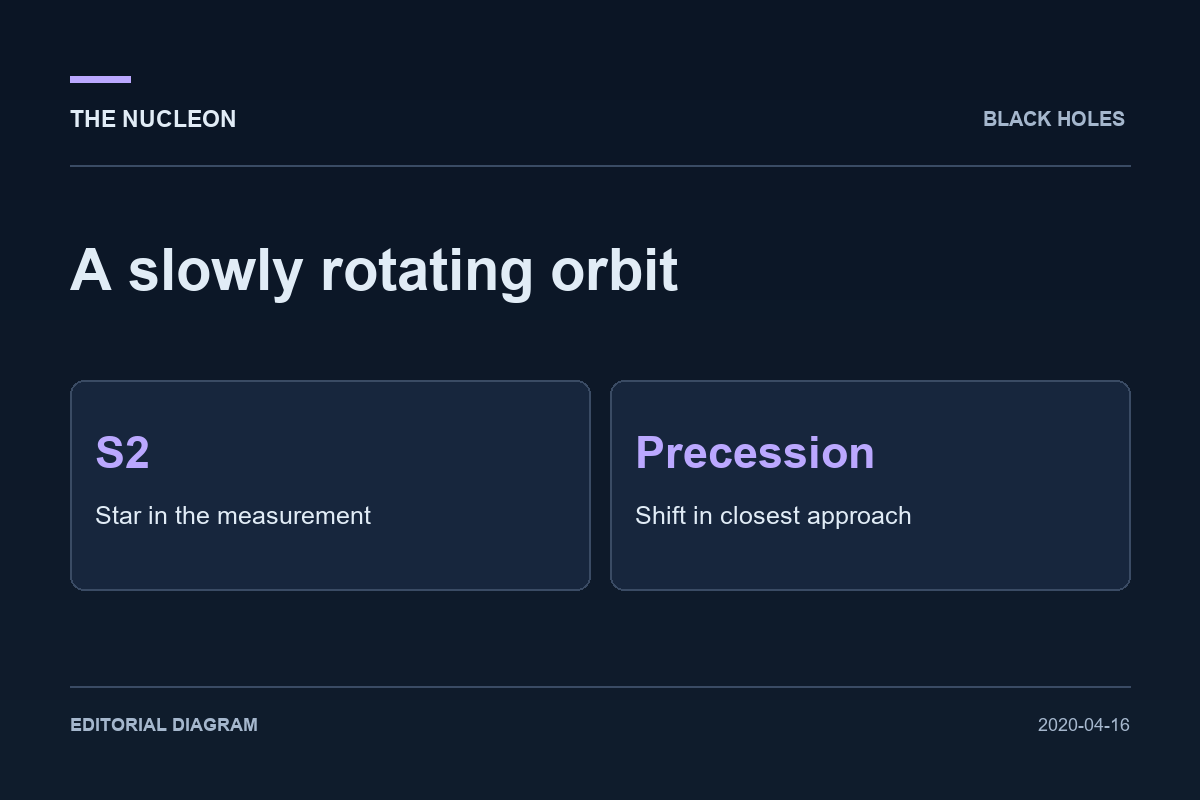 THE NUCLEON
BLACK HOLES
A slowly rotating orbit
S2
Star in the measurement
Precession
Shift in closest approach
EDITORIAL DIAGRAM
2020-04-16